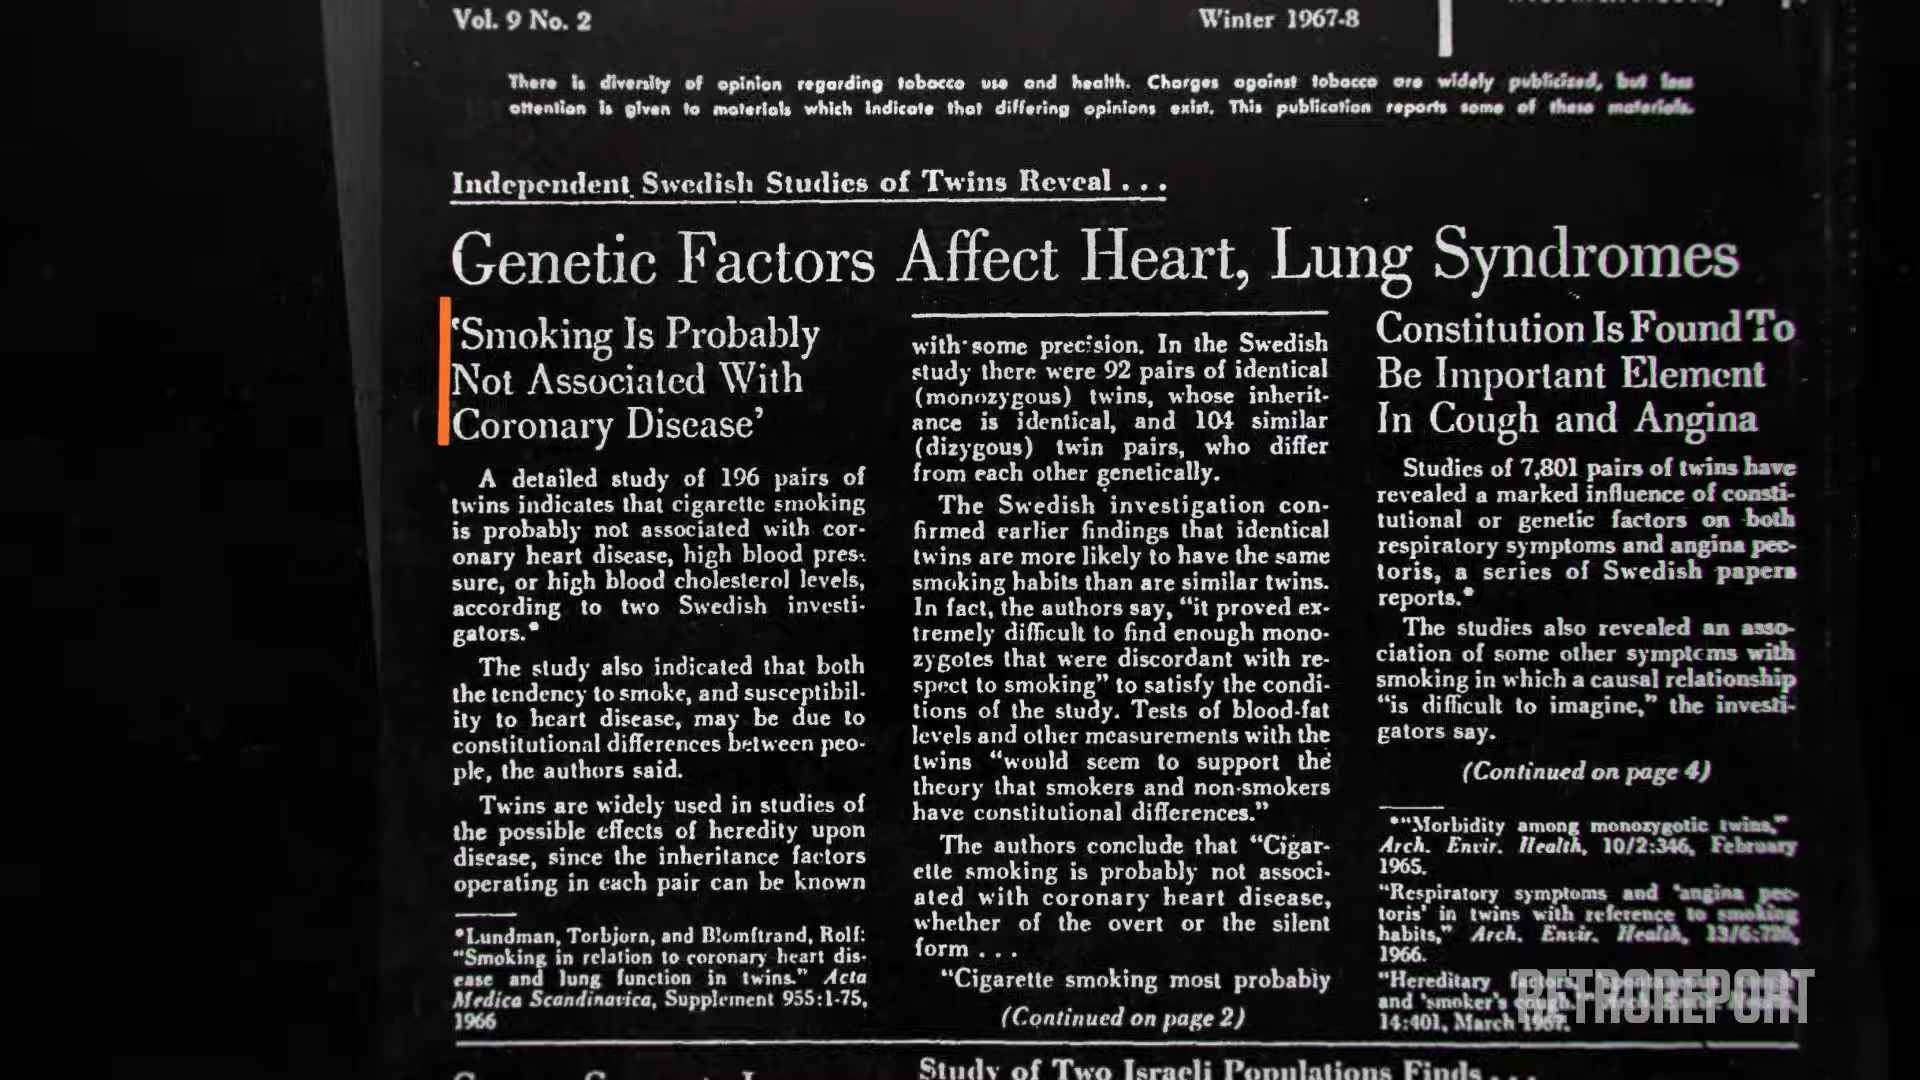 Vol. 9 No. 2
Winter 1967-8
There is diversity of opinion regarding tobacco use and health. Charges against tobacco are widely publicized, but less
attention is given to materials which indicate that differing opinions exist. This publication reports some of these materials.
Independent Swedish Studies of Twins Reveal . . .
Genetic Factors Affect Heart, Lung Syndromes
‘Smoking Is Probably
Not Associated With
Coronary Disease’
A detailed study of 196 pairs of
twins indicates that cigarette smoking
is probably not associated with cor-
onary heart disease, high blood pres-
sure, or high blood cholesterol levels,
according to two Swedish investi-
gators.*
The study also indicated that both
the tendency to smoke, and susceptibil-
ity to heart disease, may be due to
constitutional differences between peo-
ple, the authors said.
Twins are widely used in studies of
the possible effects of heredity upon
disease, since the inheritance factors
operating in each pair can be known
*Lundman, Torbjorn, and Blomstrand, Rolf:
“Smoking in relation to coronary heart dis-
ease and lung function in twins.” Acta
Medica Scandinavica, Supplement 955:1-75,
1966
with some precision. In the Swedish
study there were 92 pairs of identical
(monozygous) twins, whose inherit-
ance is identical, and 104 similar
(dizygous) twin pairs, who differ
from each other genetically.
The Swedish investigation con-
firmed earlier findings that identical
twins are more likely to have the same
smoking habits than are similar twins.
In fact, the authors say, “it proved ex-
tremely difficult to find enough mono-
zygotes that were discordant with re-
spect to smoking” to satisfy the condi-
tions of the study. Tests of blood-fat
levels and other measurements with the
twins “would seem to support the
theory that smokers and non-smokers
have constitutional differences.”
The authors conclude that “Cigar-
ette smoking is probably not associ-
ated with coronary heart disease,
whether of the overt or the silent
form . . .
“Cigarette smoking most probably
(Continued on page 2)
Constitution Is Found To
Be Important Element
In Cough and Angina
Studies of 7,801 pairs of twins have
revealed a marked influence of consti-
tutional or genetic factors on both
respiratory symptoms and angina pec-
toris, a series of Swedish papers
reports.*
The studies also revealed an asso-
ciation of some other symptoms with
smoking in which a causal relationship
“is difficult to imagine,” the investi-
gators say.
(Continued on page 4)
*“Morbidity among monozygotic twins,”
Arch. Envir. Health, 10/2:346, February
1965.
“Respiratory symptoms and ‘angina pec-
toris’ in twins with reference to smoking
habits,” Arch. Envir. Health, 13/6:726,
1966.
“Hereditary factors
and ‘smoker’s cough.”
14:401, March 1967.
RETROREPORT
Study of Two Israeli Populations Finds . . .